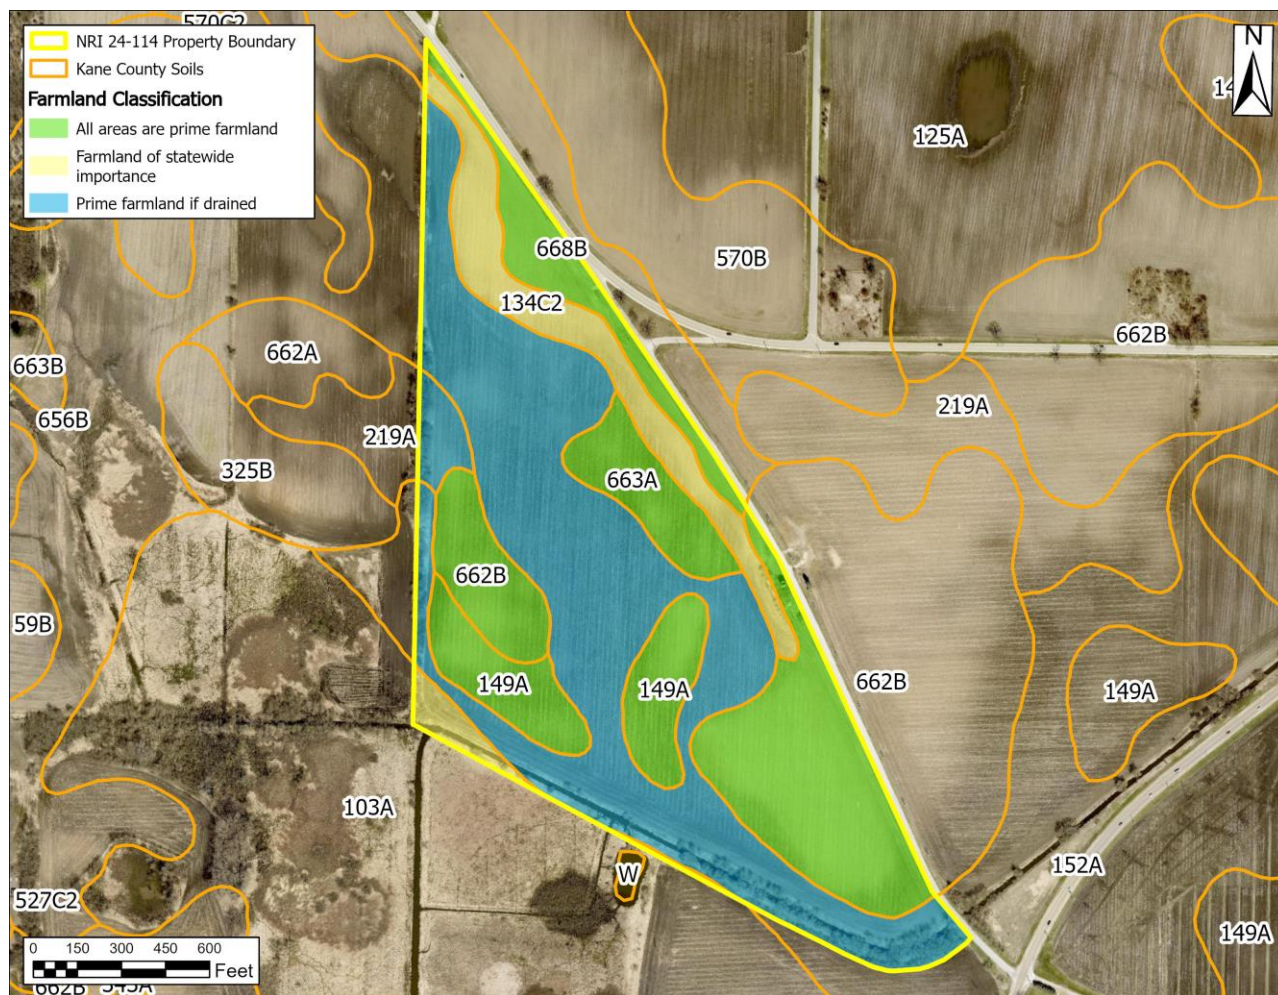 570C2
NRI 24-114 Property Boundary
Kane County Soils
Farmland Classification
All areas are prime farmland
Farmland of statewide
importance
Prime farmland if drained
N
125A
668B
570B
134C2
662B
662A
663B
656B
219A
219A
325B
663A
662B
59B
149A
149A
662B
149A
103A
W
152A
527C2
149A
0 150 300 450 600
Feet
662B